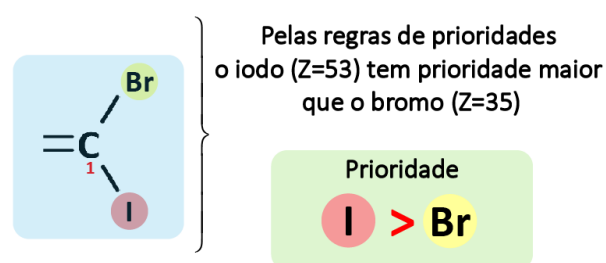 Br
=C
1
I
Pelas regras de prioridades
o iodo (Z=53) tem prioridade maior
que o bromo (Z=35)
Prioridade
I > Br